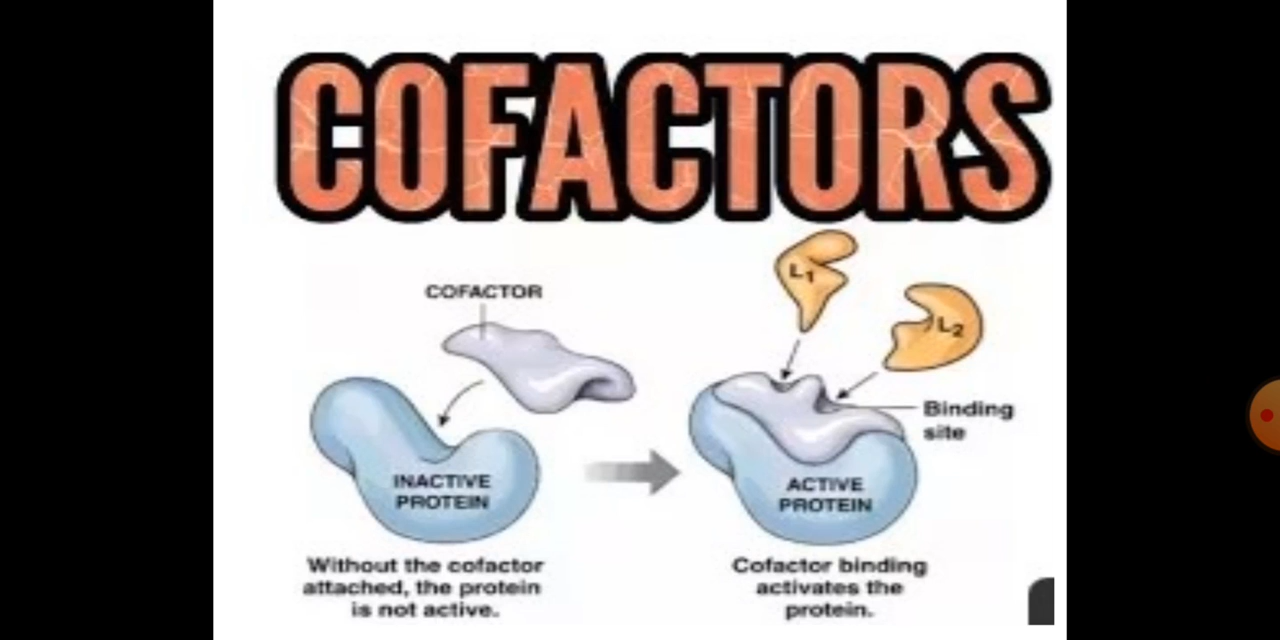 COFACTORS
COFACTOR
L1
L2
Binding
site
INACTIVE
PROTEIN
ACTIVE
PROTEIN
Without the cofactor
attached, the protein
is not active.
Cofactor binding
activates the
protein.